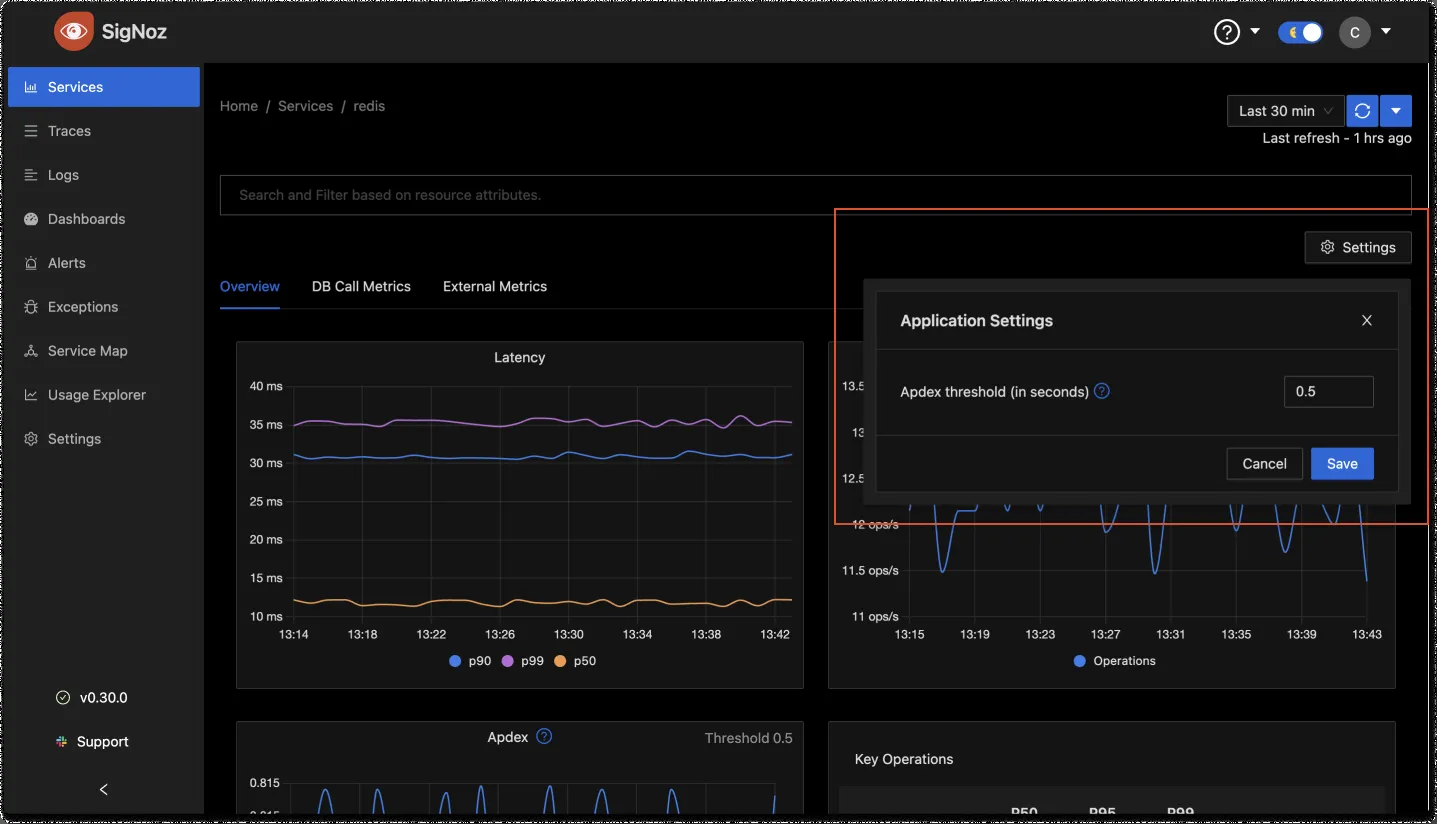 SigNoz
C
Services
Traces
Logs
Dashboards
Alerts
Exceptions
Service Map
Usage Explorer
Settings
v0.30.0
Support
Home / Services / redis
Last 30 min
Last refresh - 1 hrs ago
Search and Filter based on resource attributes.
Settings
Overview DB Call Metrics External Metrics
Application Settings
Apdex threshold (in seconds) ?
0.5
Cancel Save
Latency
40 ms
35 ms
30 ms
25 ms
20 ms
15 ms
10 ms
13:14 13:18 13:22 13:26 13:30 13:34 13:38 13:42
p90 p99 p50
13.5
13
12.5
12 ops/s
11.5 ops/s
11 ops/s
13:15 13:19 13:23 13:27 13:31 13:35 13:39 13:43
Operations
Apdex ?
Threshold 0.5
0.815
Key Operations
P50 P95 P99